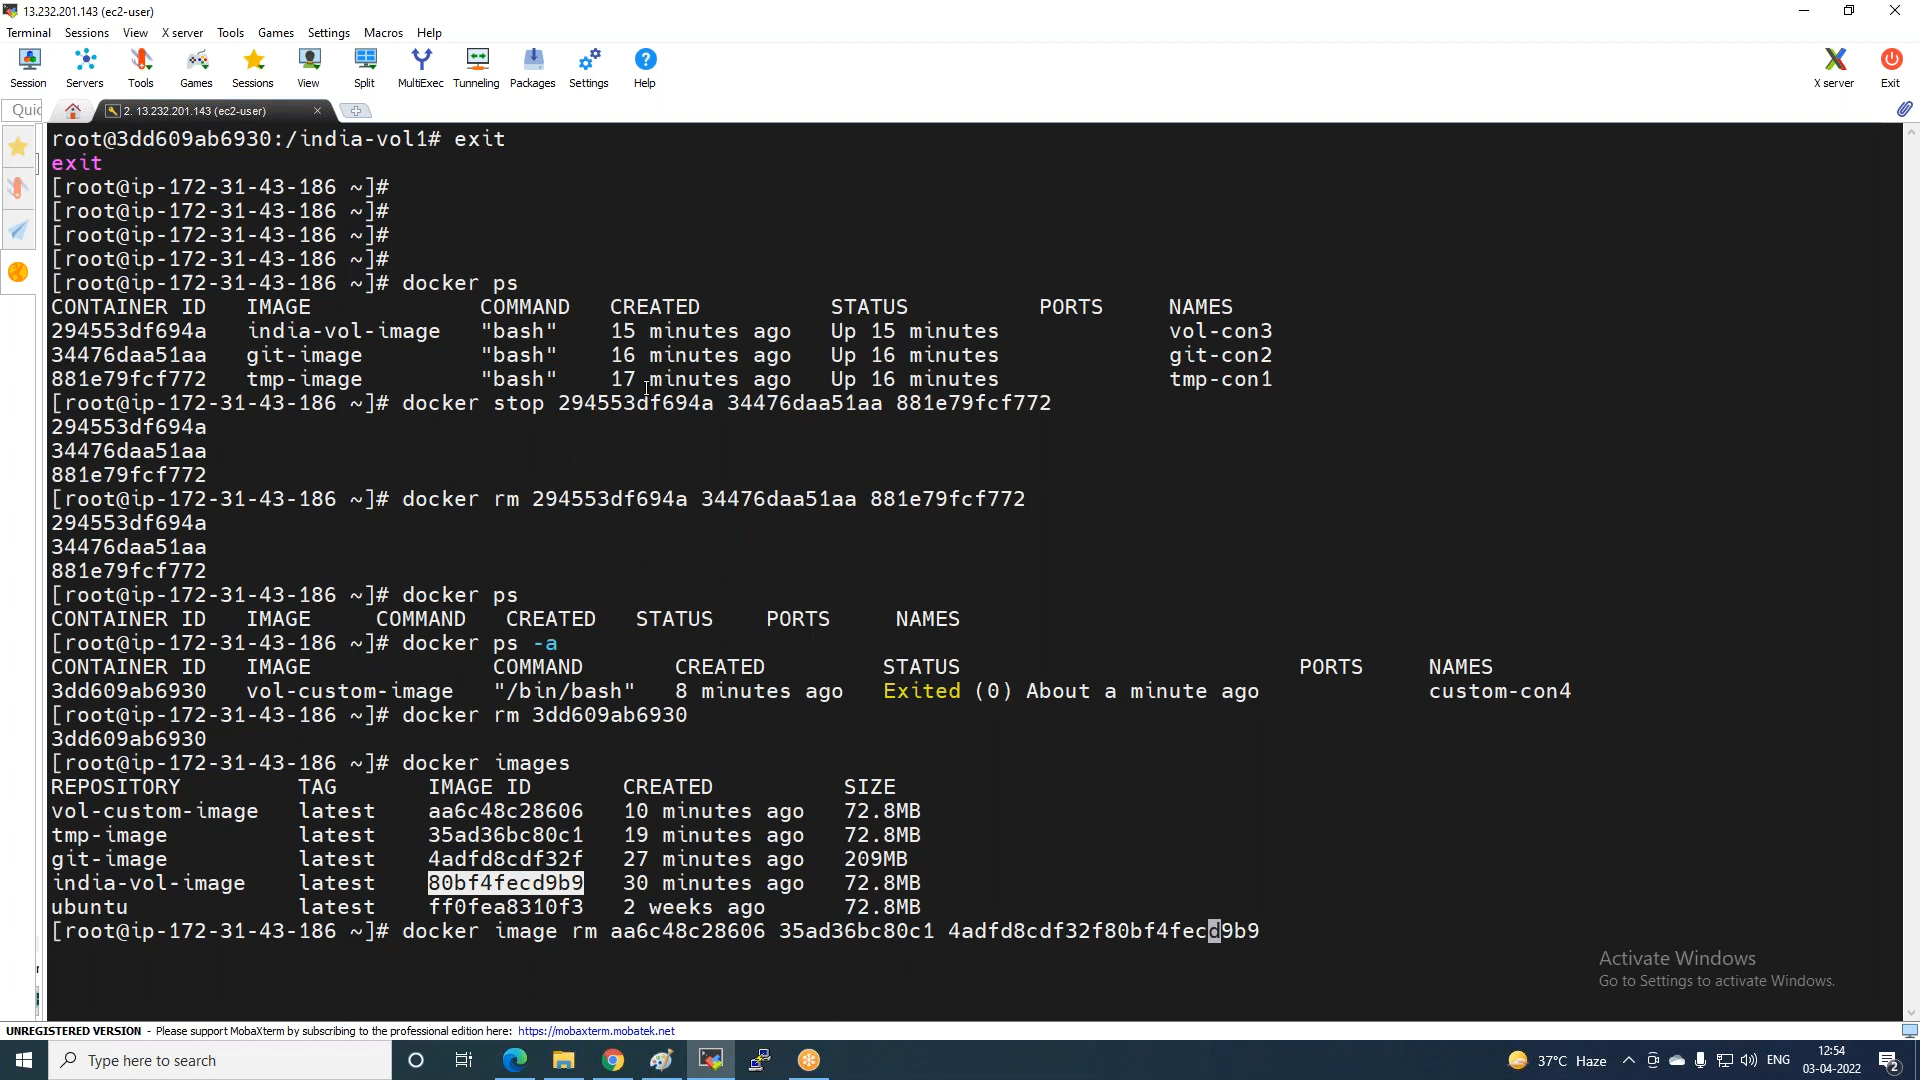 13.232.201.143 (ec2-user)
Terminal Sessions View X server Tools Games Settings Macros Help
Session Servers Tools Games Sessions View Split MultiExec Tunneling Packages Settings Help X server Exit
Quic 2. 13.232.201.143 (ec2-user)
root@3dd609ab6930:/india-vol1# exit
exit
[root@ip-172-31-43-186 ~]#
[root@ip-172-31-43-186 ~]#
[root@ip-172-31-43-186 ~]#
[root@ip-172-31-43-186 ~]#
[root@ip-172-31-43-186 ~]# docker ps
CONTAINER ID IMAGE COMMAND CREATED STATUS PORTS NAMES
294553df694a india-vol-image "bash" 15 minutes ago Up 15 minutes vol-con3
34476daa51aa git-image "bash" 16 minutes ago Up 16 minutes git-con2
881e79fcf772 tmp-image "bash" 17 minutes ago Up 16 minutes tmp-con1
[root@ip-172-31-43-186 ~]# docker stop 294553df694a 34476daa51aa 881e79fcf772
294553df694a
34476daa51aa
881e79fcf772
[root@ip-172-31-43-186 ~]# docker rm 294553df694a 34476daa51aa 881e79fcf772
294553df694a
34476daa51aa
881e79fcf772
[root@ip-172-31-43-186 ~]# docker ps
CONTAINER ID IMAGE COMMAND CREATED STATUS PORTS NAMES
[root@ip-172-31-43-186 ~]# docker ps -a
CONTAINER ID IMAGE COMMAND CREATED STATUS PORTS NAMES
3dd609ab6930 vol-custom-image "/bin/bash" 8 minutes ago Exited (0) About a minute ago custom-con4
[root@ip-172-31-43-186 ~]# docker rm 3dd609ab6930
3dd609ab6930
[root@ip-172-31-43-186 ~]# docker images
REPOSITORY TAG IMAGE ID CREATED SIZE
vol-custom-image latest aa6c48c28606 10 minutes ago 72.8MB
tmp-image latest 35ad36bc80c1 19 minutes ago 72.8MB
git-image latest 4adfd8cdf32f 27 minutes ago 209MB
india-vol-image latest 80bf4fecd9b9 30 minutes ago 72.8MB
ubuntu latest ff0fea8310f3 2 weeks ago 72.8MB
[root@ip-172-31-43-186 ~]# docker image rm aa6c48c28606 35ad36bc80c1 4adfd8cdf32f80bf4fecd9b9
Activate Windows
Go to Settings to activate Windows.
UNREGISTERED VERSION - Please support MobaXterm by subscribing to the professional edition here: https://mobaxterm.mobatek.net
Type here to search 37°C Haze ENG 12:54
03-04-2022 2